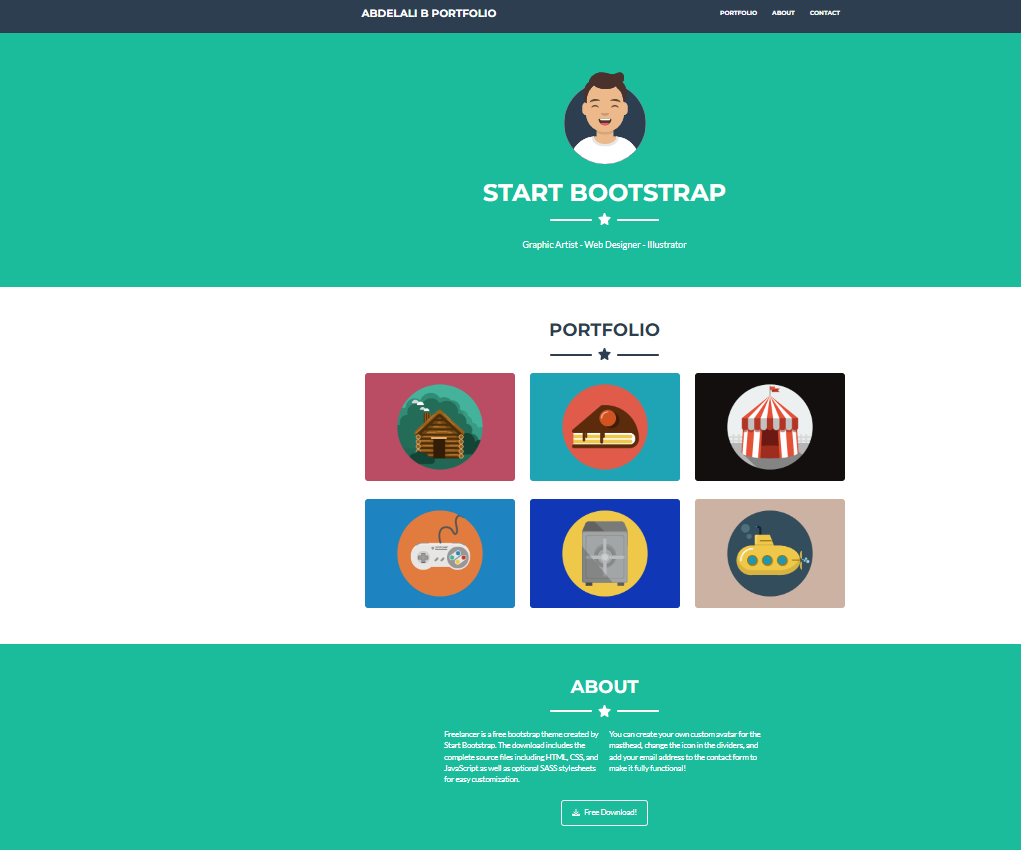 ABDELALI B PORTFOLIO
PORTFOLIO ABOUT CONTACT
START BOOTSTRAP
Graphic Artist - Web Designer - Illustrator
PORTFOLIO
ABOUT
Freelancer is a free bootstrap theme created by
Start Bootstrap. The download includes the
complete source files including HTML, CSS, and
JavaScript as well as optional SASS stylesheets
for easy customization.
You can create your own custom avatar for the
masthead, change the icon in the dividers, and
add your email address to the contact form to
make it fully functional!
Free Download!